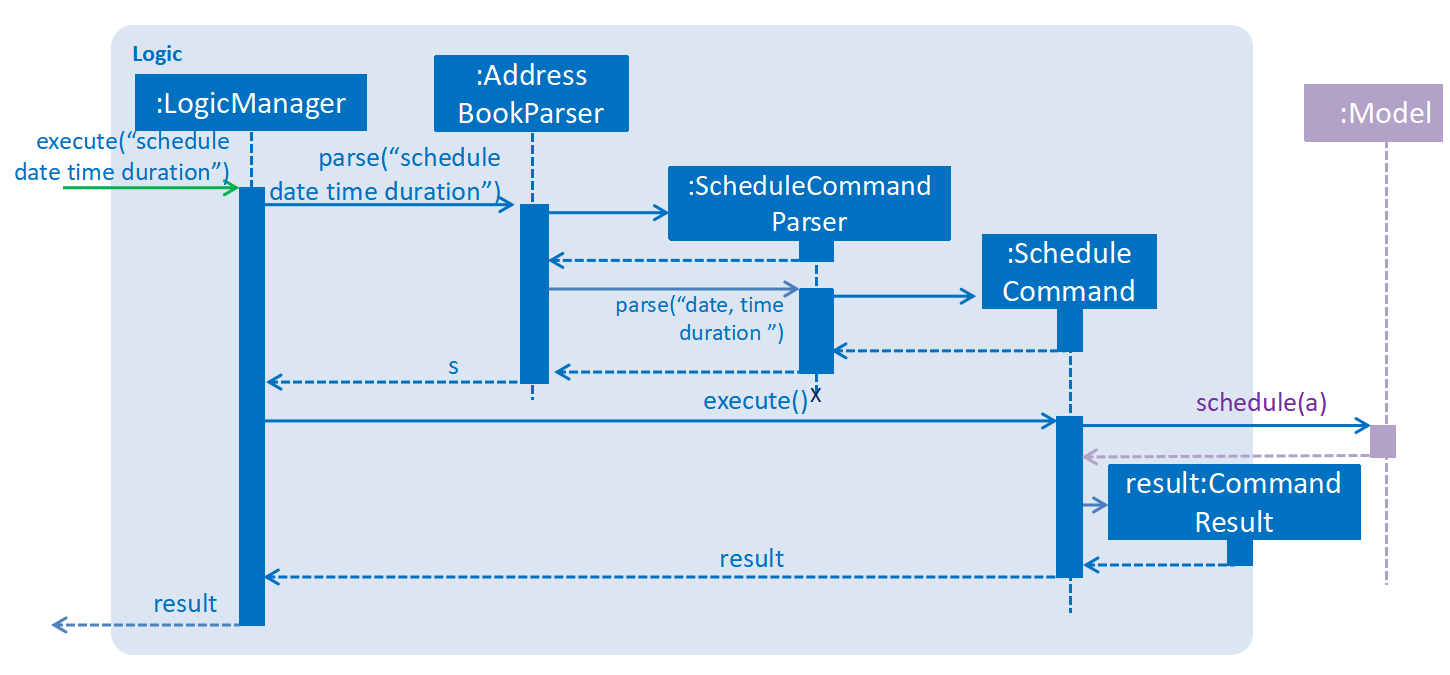 Logic
:LogicManager
:Address
BookParser
:Model
execute(“schedule
date time duration”)
parse(“schedule
date time duration”)
:ScheduleCommand
Parser
:Schedule
Command
parse(“date, time
duration ”)
s
execute()
X
schedule(a)
result:Command
Result
result
result